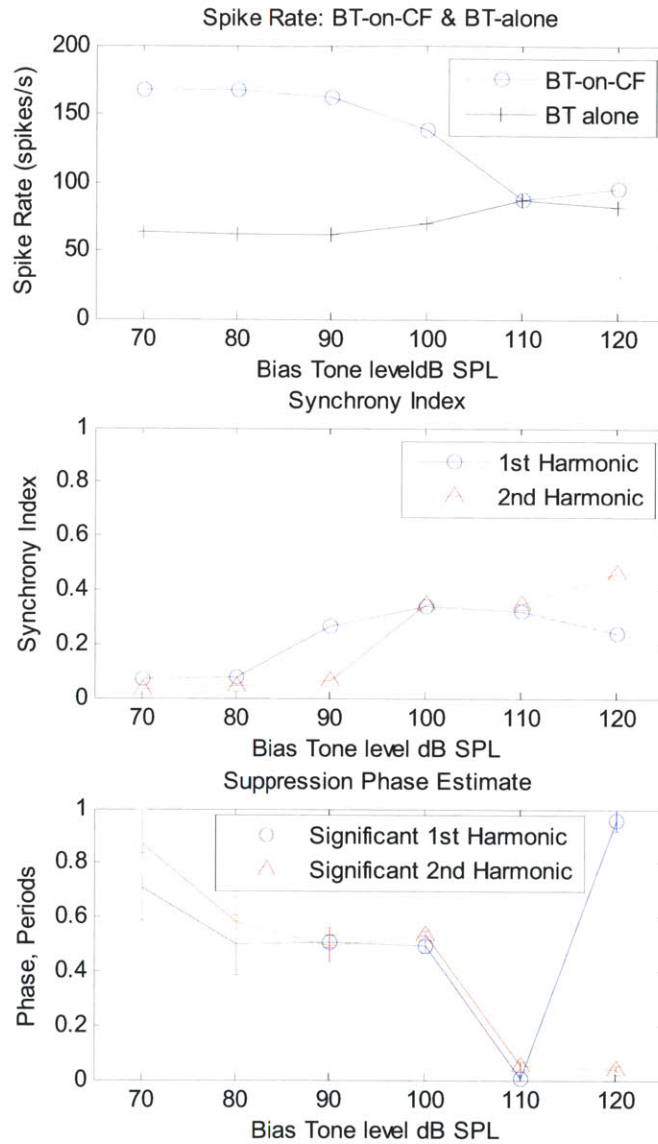 Spike Rate: BT-on-CF & BT-alone
200
150
100
50
0
Spike Rate (spikes/s)
BT-on-CF
BT alone
70 80 90 100 110 120
Bias Tone leveldB SPL
Synchrony Index
1
0.8
0.6
0.4
0.2
0
Synchrony Index
1st Harmonic
2nd Harmonic
70 80 90 100 110 120
Bias Tone level dB SPL
Suppression Phase Estimate
1
0.8
0.6
0.4
0.2
0
Phase, Periods
Significant 1st Harmonic
Significant 2nd Harmonic
70 80 90 100 110 120
Bias Tone level dB SPL